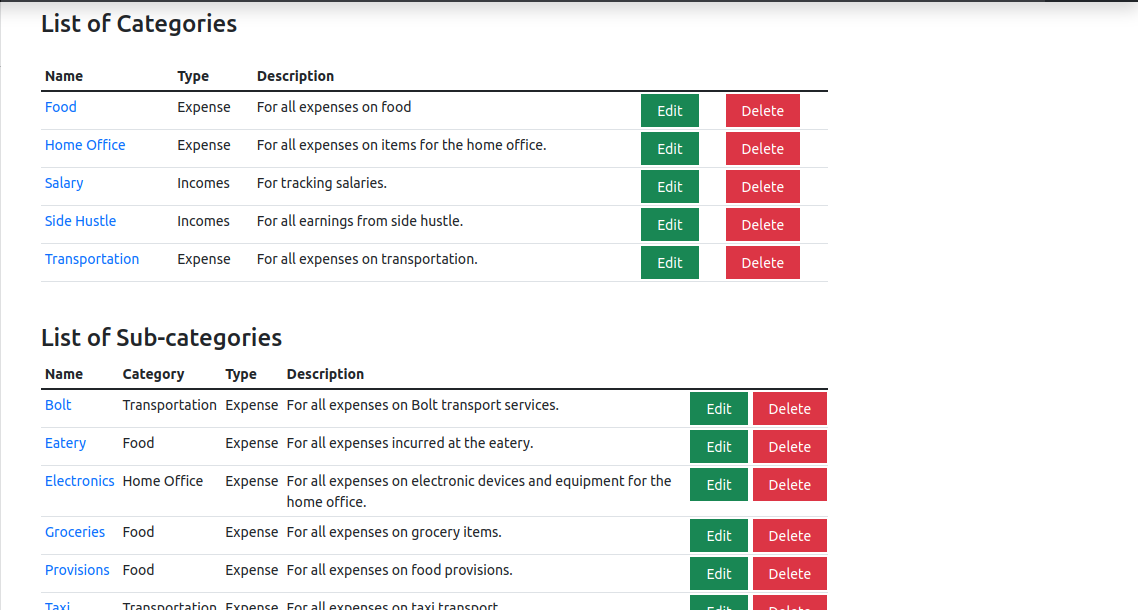 List of Categories
Name Type Description
Food Expense For all expenses on food Edit Delete
Home Office Expense For all expenses on items for the home office. Edit Delete
Salary Incomes For tracking salaries. Edit Delete
Side Hustle Incomes For all earnings from side hustle. Edit Delete
Transportation Expense For all expenses on transportation. Edit Delete
List of Sub-categories
Name Category Type Description
Bolt Transportation Expense For all expenses on Bolt transport services. Edit Delete
Eatery Food Expense For all expenses incurred at the eatery. Edit Delete
Electronics Home Office Expense For all expenses on electronic devices and equipment for the Edit Delete
home office.
Groceries Food Expense For all expenses on grocery items. Edit Delete
Provisions Food Expense For all expenses on food provisions. Edit Delete
Taxi Transportation Expense For all expenses on taxi transport Edit Delete